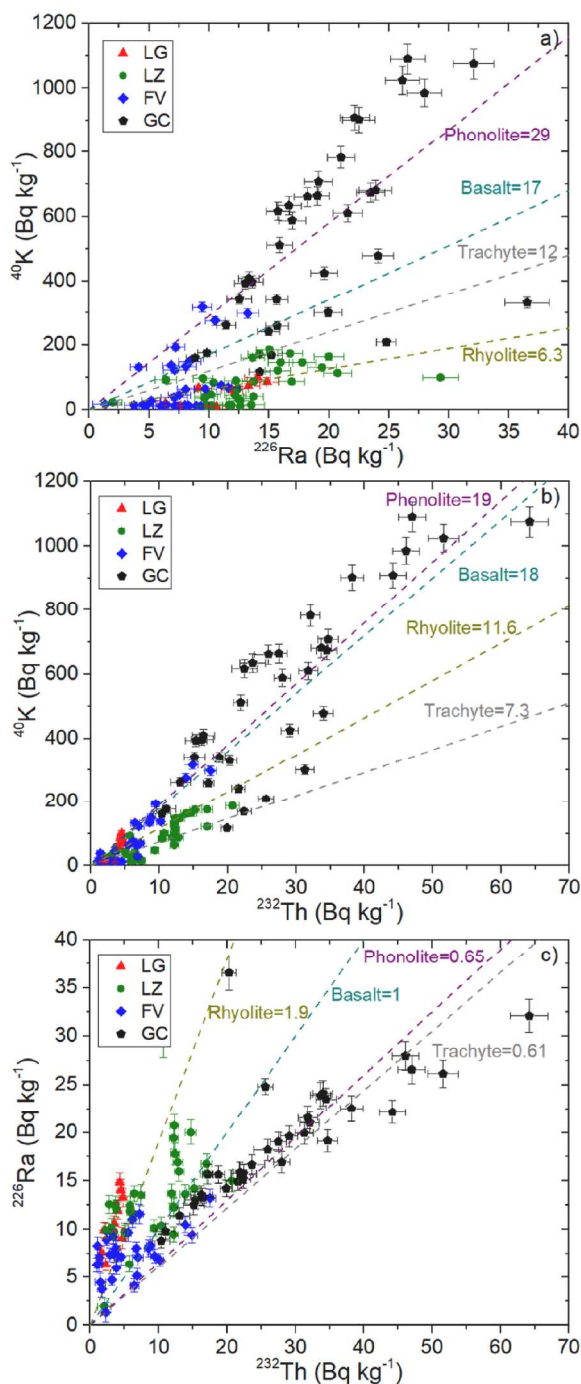 a)
LG
LZ
FV
GC
Phonolite=29
Basalt=17
Trachyte=12
Rhyolite=6.3
1200
1000
800
600
400
200
0
⁴⁰K (Bq kg⁻¹)
0 5 10 15 20 25 30 35 40
²²⁶Ra (Bq kg⁻¹)
b)
LG
LZ
FV
GC
Phonolite=19
Basalt=18
Rhyolite=11.6
Trachyte=7.3
1200
1000
800
600
400
200
0
⁴⁰K (Bq kg⁻¹)
0 10 20 30 40 50 60 70
²³²Th (Bq kg⁻¹)
c)
LG
LZ
FV
GC
Phonolite=0.65
Rhyolite=1.9
Basalt=1
Trachyte=0.61
40
35
30
25
20
15
10
5
0
²²⁶Ra (Bq kg⁻¹)
0 10 20 30 40 50 60 70
²³²Th (Bq kg⁻¹)